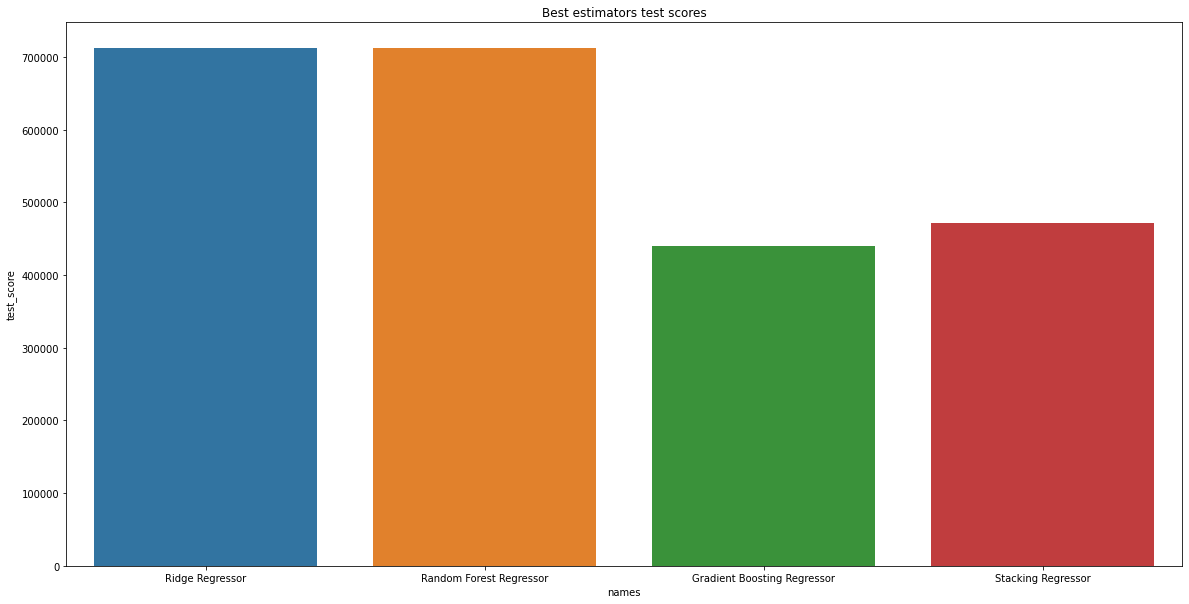 Best estimators test scores
700000
600000
500000
400000
300000
200000
100000
0
test_score
Ridge Regressor
Random Forest Regressor
Gradient Boosting Regressor
Stacking Regressor
names